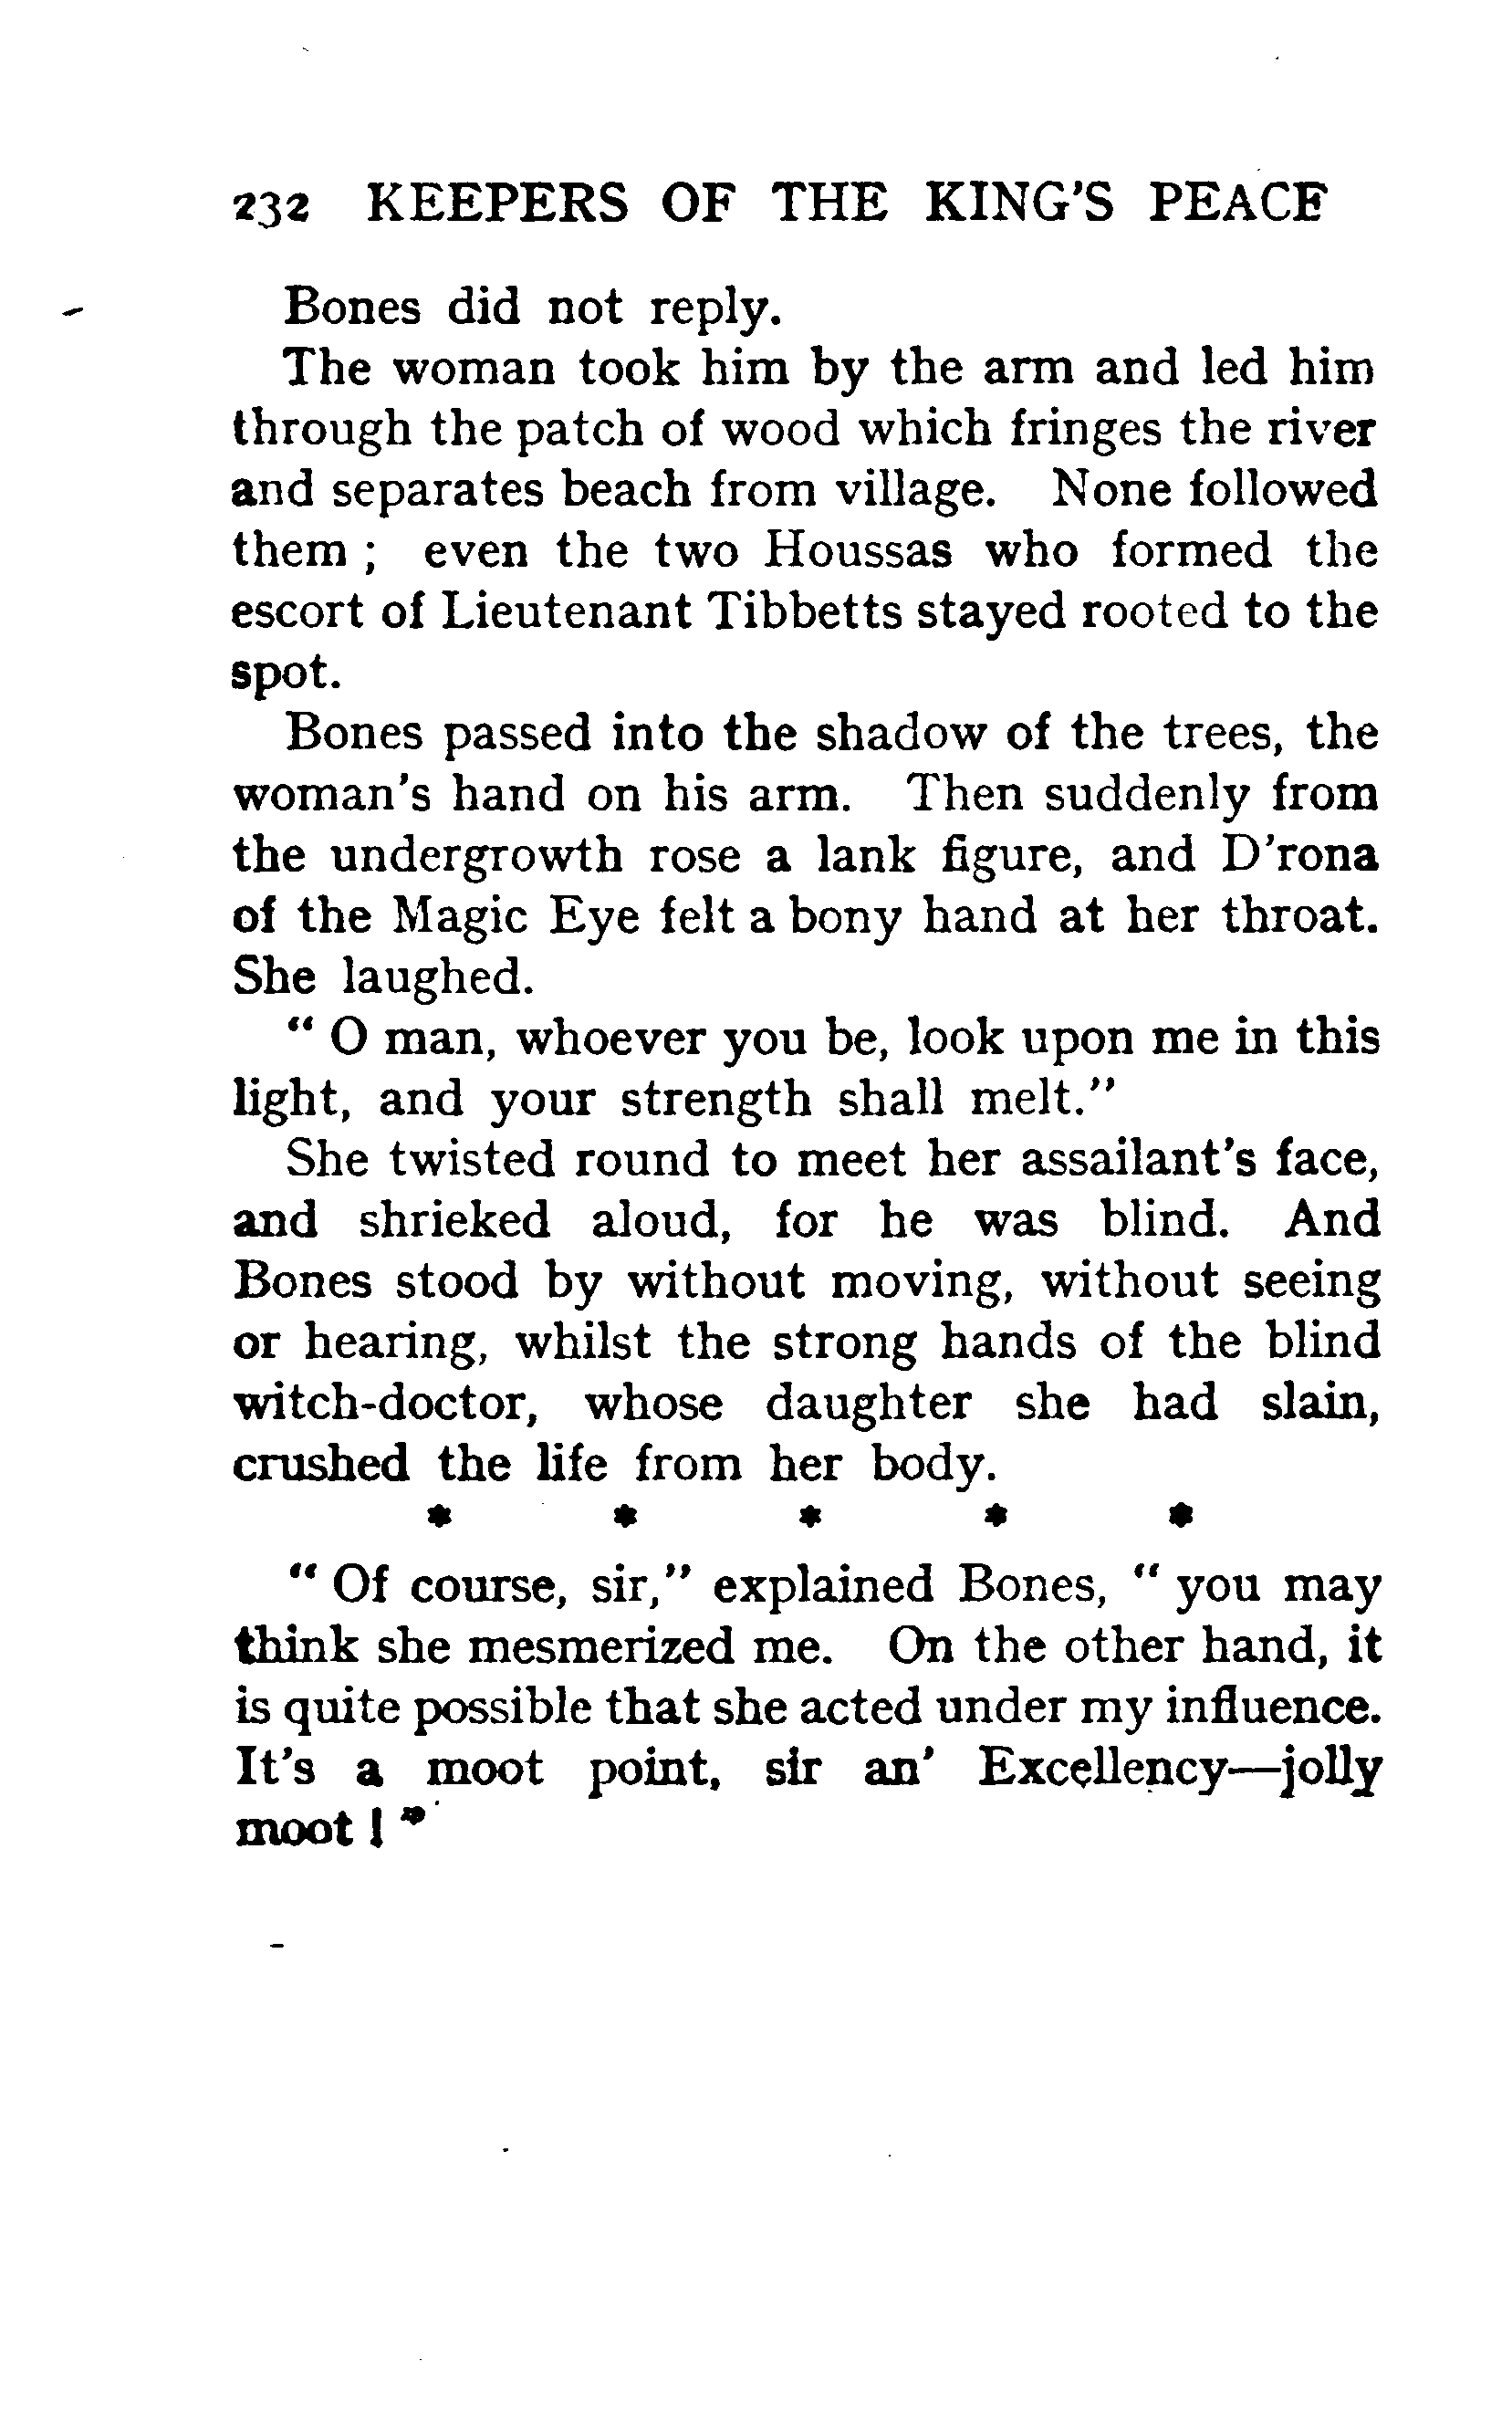 232 KEEPERS OF THE KING'S PEACE
Bones did not reply.
The woman took him by the arm and led him
through the patch of wood which fringes the river
and separates beach from village. None followed
them ; even the two Houssas who formed the
escort of Lieutenant Tibbetts stayed rooted to the
spot.
Bones passed into the shadow of the trees, the
woman's hand on his arm. Then suddenly from
the undergrowth rose a lank figure, and D'rona
of the Magic Eye felt a bony hand at her throat.
She laughed.
" O man, whoever you be, look upon me in this
light, and your strength shall melt."
She twisted round to meet her assailant's face,
and shrieked aloud, for he was blind. And
Bones stood by without moving, without seeing
or hearing, whilst the strong hands of the blind
witch-doctor, whose daughter she had slain,
crushed the life from her body.
* * * * *
" Of course, sir," explained Bones, " you may
think she mesmerized me. On the other hand, it
is quite possible that she acted under my influence.
It's a moot point, sir an' Excellency—jolly
moot ! "